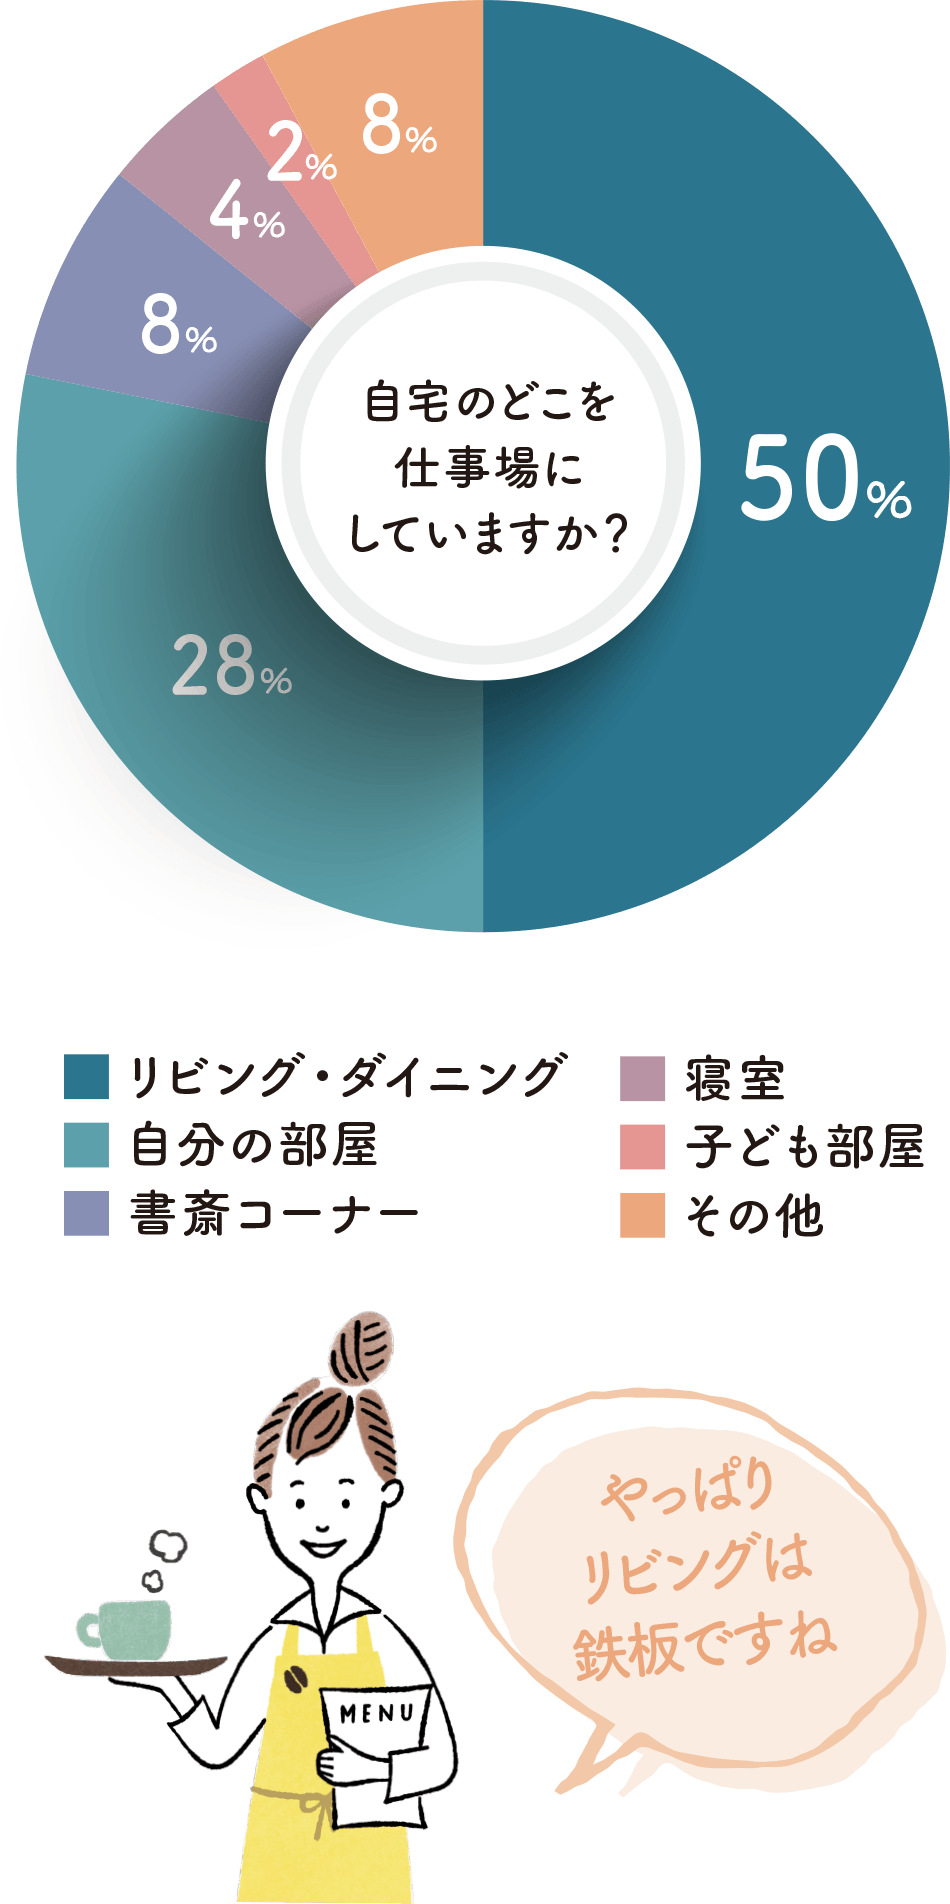 8%
2%
4%
8%
50%
28%
自宅のどこを
仕事場に
していますか?
リビング・ダイニング
自分の部屋
書斎コーナー
寝室
子ども部屋
その他
やっぱり
リビングは
鉄板ですね
MENU